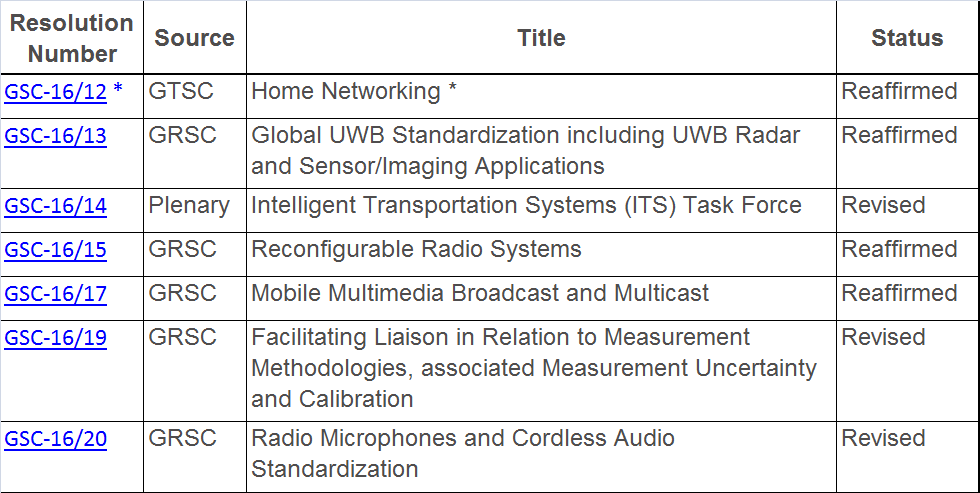 Resolution Number Source Title Status
GSC-16/12 * GTSC Home Networking * Reaffirmed
GSC-16/13 GRSC Global UWB Standardization including UWB Radar Reaffirmed
and Sensor/Imaging Applications
GSC-16/14 Plenary Intelligent Transportation Systems (ITS) Task Force Revised
GSC-16/15 GRSC Reconfigurable Radio Systems Reaffirmed
GSC-16/17 GRSC Mobile Multimedia Broadcast and Multicast Reaffirmed
GSC-16/19 GRSC Facilitating Liaison in Relation to Measurement Revised
Methodologies, associated Measurement Uncertainty
and Calibration
GSC-16/20 GRSC Radio Microphones and Cordless Audio Revised
Standardization